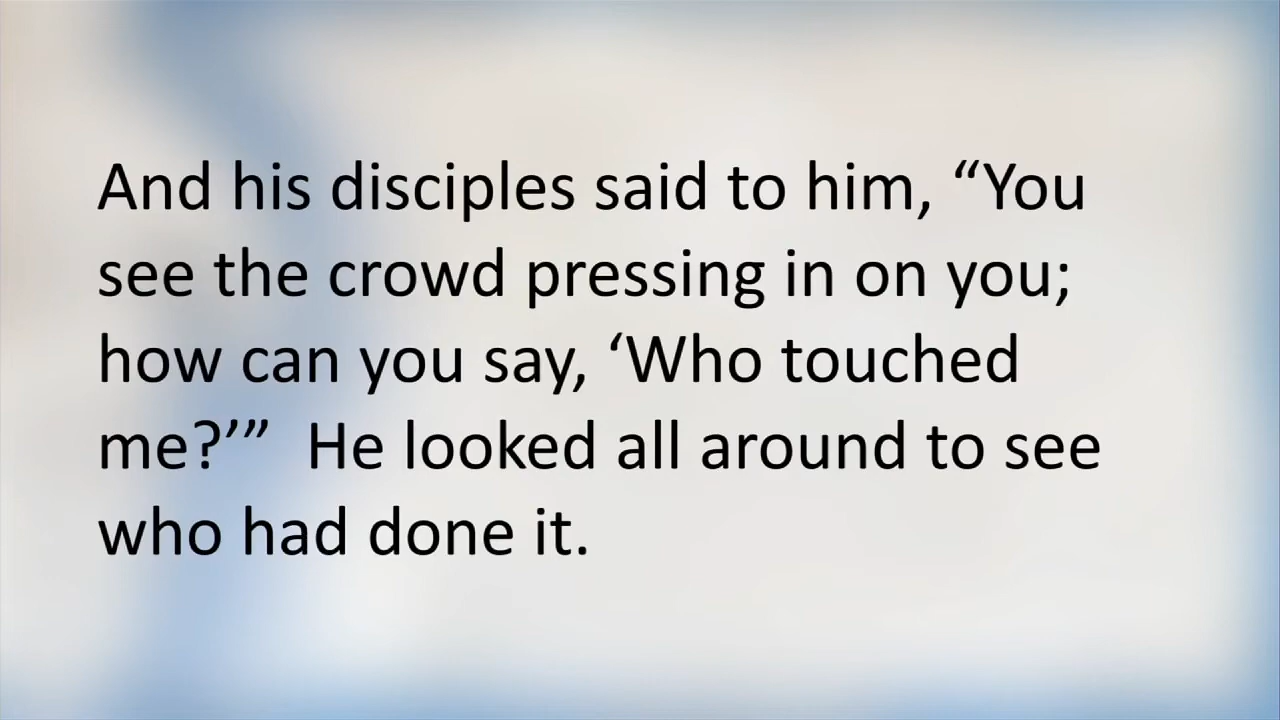 And his disciples said to him, “You
see the crowd pressing in on you;
how can you say, ‘Who touched
me?’”  He looked all around to see
who had done it.